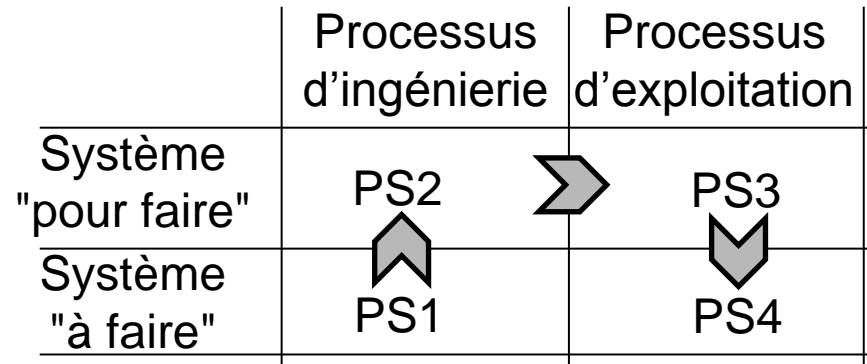 Processus Processus
d’ingénierie d’exploitation
Système
"pour faire" PS2 PS3
Système
"à faire" PS1 PS4